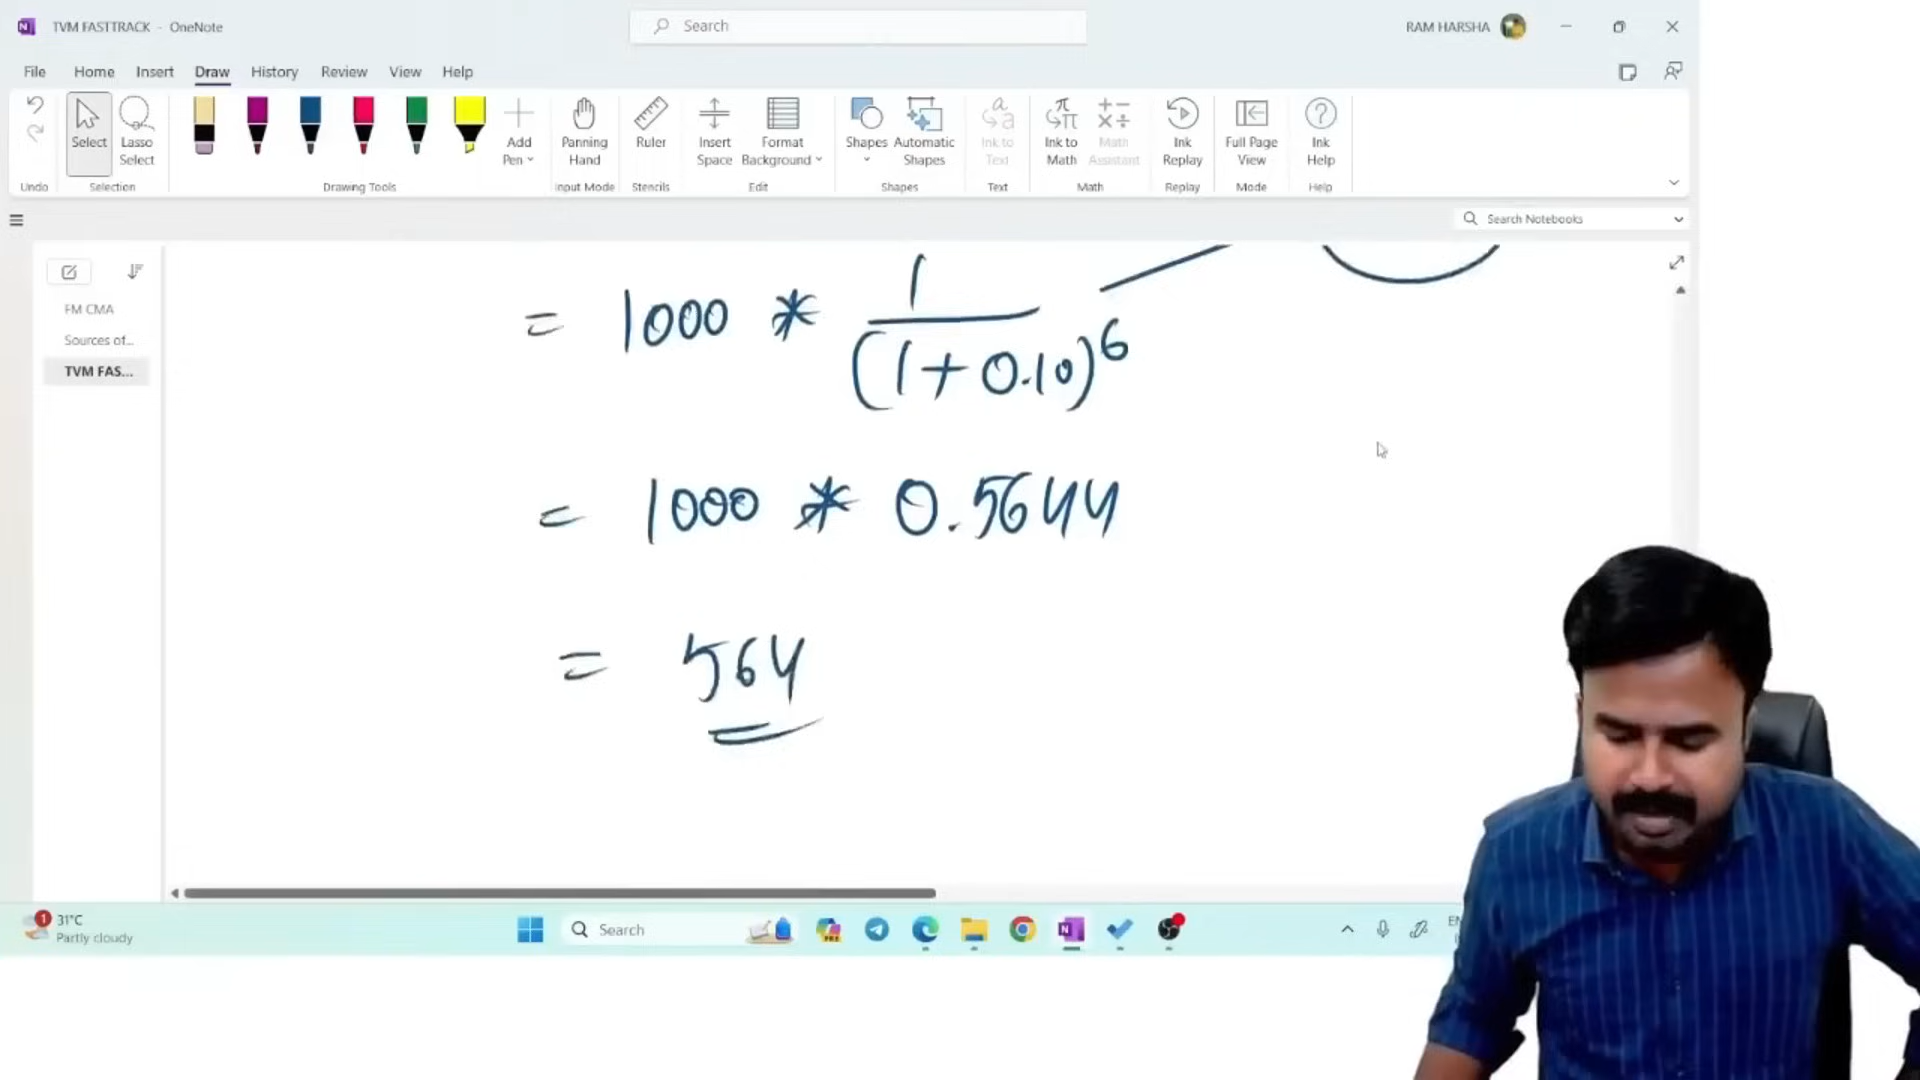 TVM FASTTRACK - OneNote
Search
RAM HARSHA
File Home Insert Draw History Review View Help
Undo
Select
Lasso Select
Selection
Drawing Tools
Add Pen
Panning Hand
Input Mode
Ruler
Stencils
Insert Space
Format Background
Edit
Shapes
Automatic Shapes
Shapes
Ink to Text
Text
Ink to Math
Math Assistant
Math
Ink Replay
Replay
Full Page View
Mode
Ink Help
Help
Search Notebooks
FM CMA
Sources of...
TVM FAS...
= 1000 * 1
(1+0.10)^6
= 1000 * 0.5644
= 564
1
31°C
Partly cloudy
Search
PRE